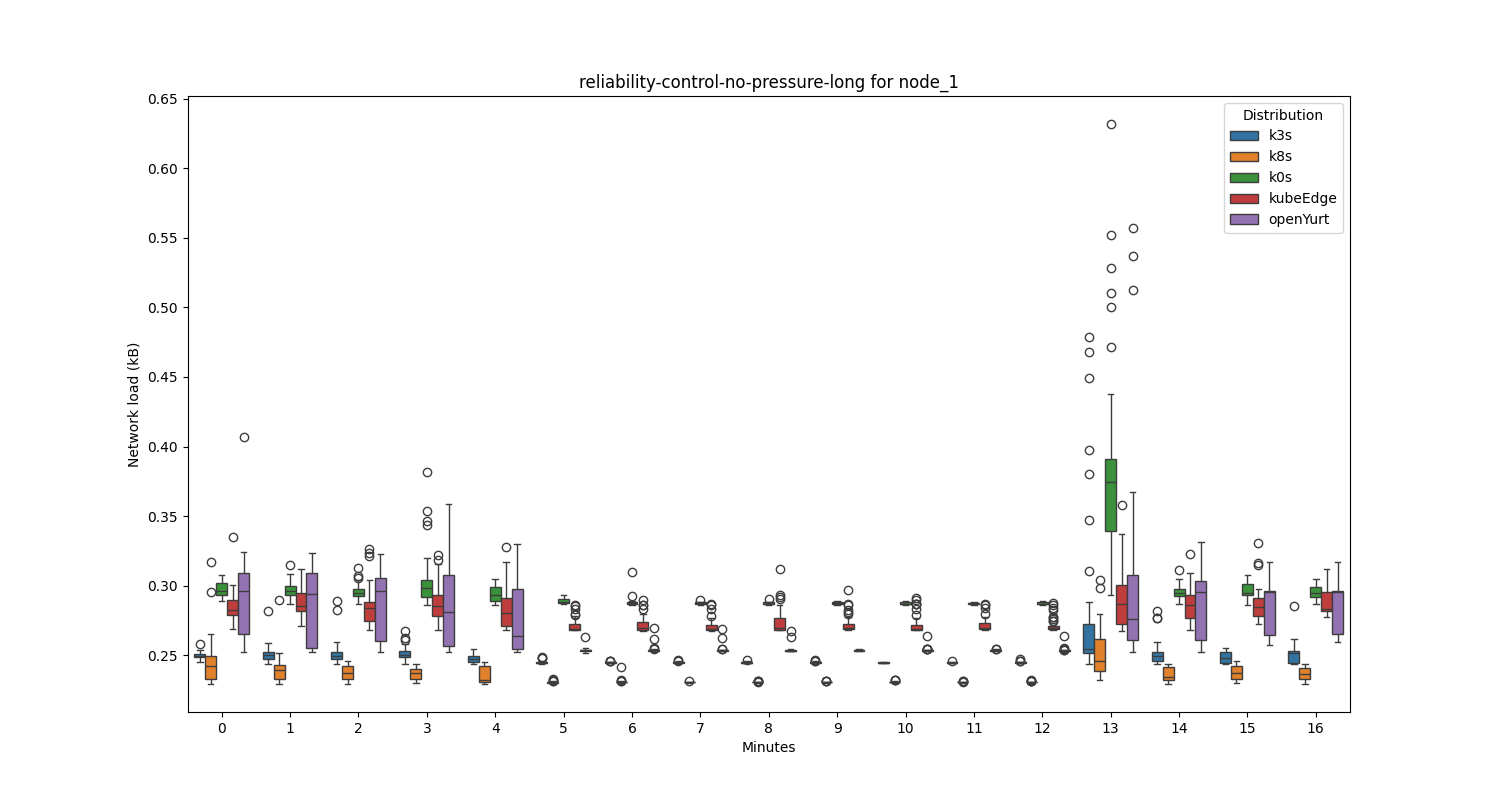 reliability-control-no-pressure-long for node_1
Network load (kB)
0.65
0.60
0.55
0.50
0.45
0.40
0.35
0.30
0.25
Distribution
k3s
k8s
k0s
kubeEdge
openYurt
0 1 2 3 4 5 6 7 8 9 10 11 12 13 14 15 16
Minutes